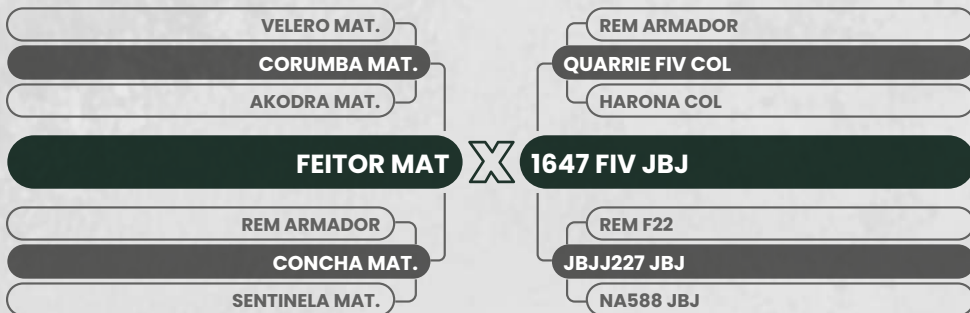 VELERO MAT.
CORUMBA MAT.
AKODRA MAT.
FEITOR MAT
REM ARMADOR
CONCHA MAT.
SENTINELA MAT.
X
REM ARMADOR
QUARRIE FIV COL
HARONA COL
1647 FIV JBJ
REM F22
JBJJ227 JBJ
NA588 JBJ